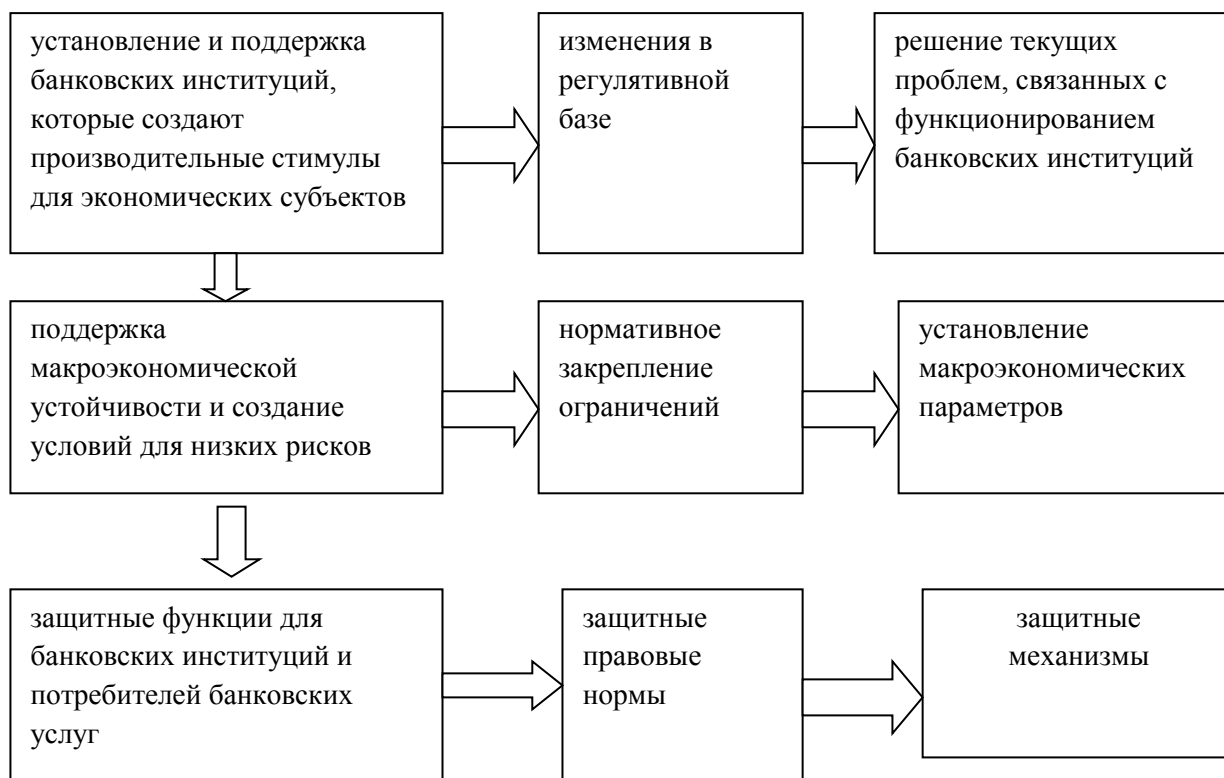 установление и поддержка
банковских институций,
которые создают
производительные стимулы
для экономических субъектов
изменения в
регулятивной
базе
решение текущих
проблем, связанных с
функционированием
банковских институций
поддержка
макроэкономической
устойчивости и создание
условий для низких рисков
нормативное
закрепление
ограничений
установление
макроэкономических
параметров
защитные функции для
банковских институций и
потребителей банковских
услуг
защитные
правовые
нормы
защитные
механизмы